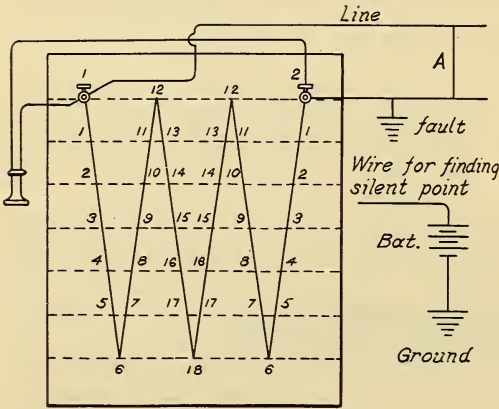 Line
1
2
A
12 12
fault
1 11 13 13 11 1
Wire for finding
silent point
2 10 14 14 10 2
3 9 15 15 9 3
Bat.
4 8 16 16 8 4
5 7 17 17 7 5
Ground
6 18 6